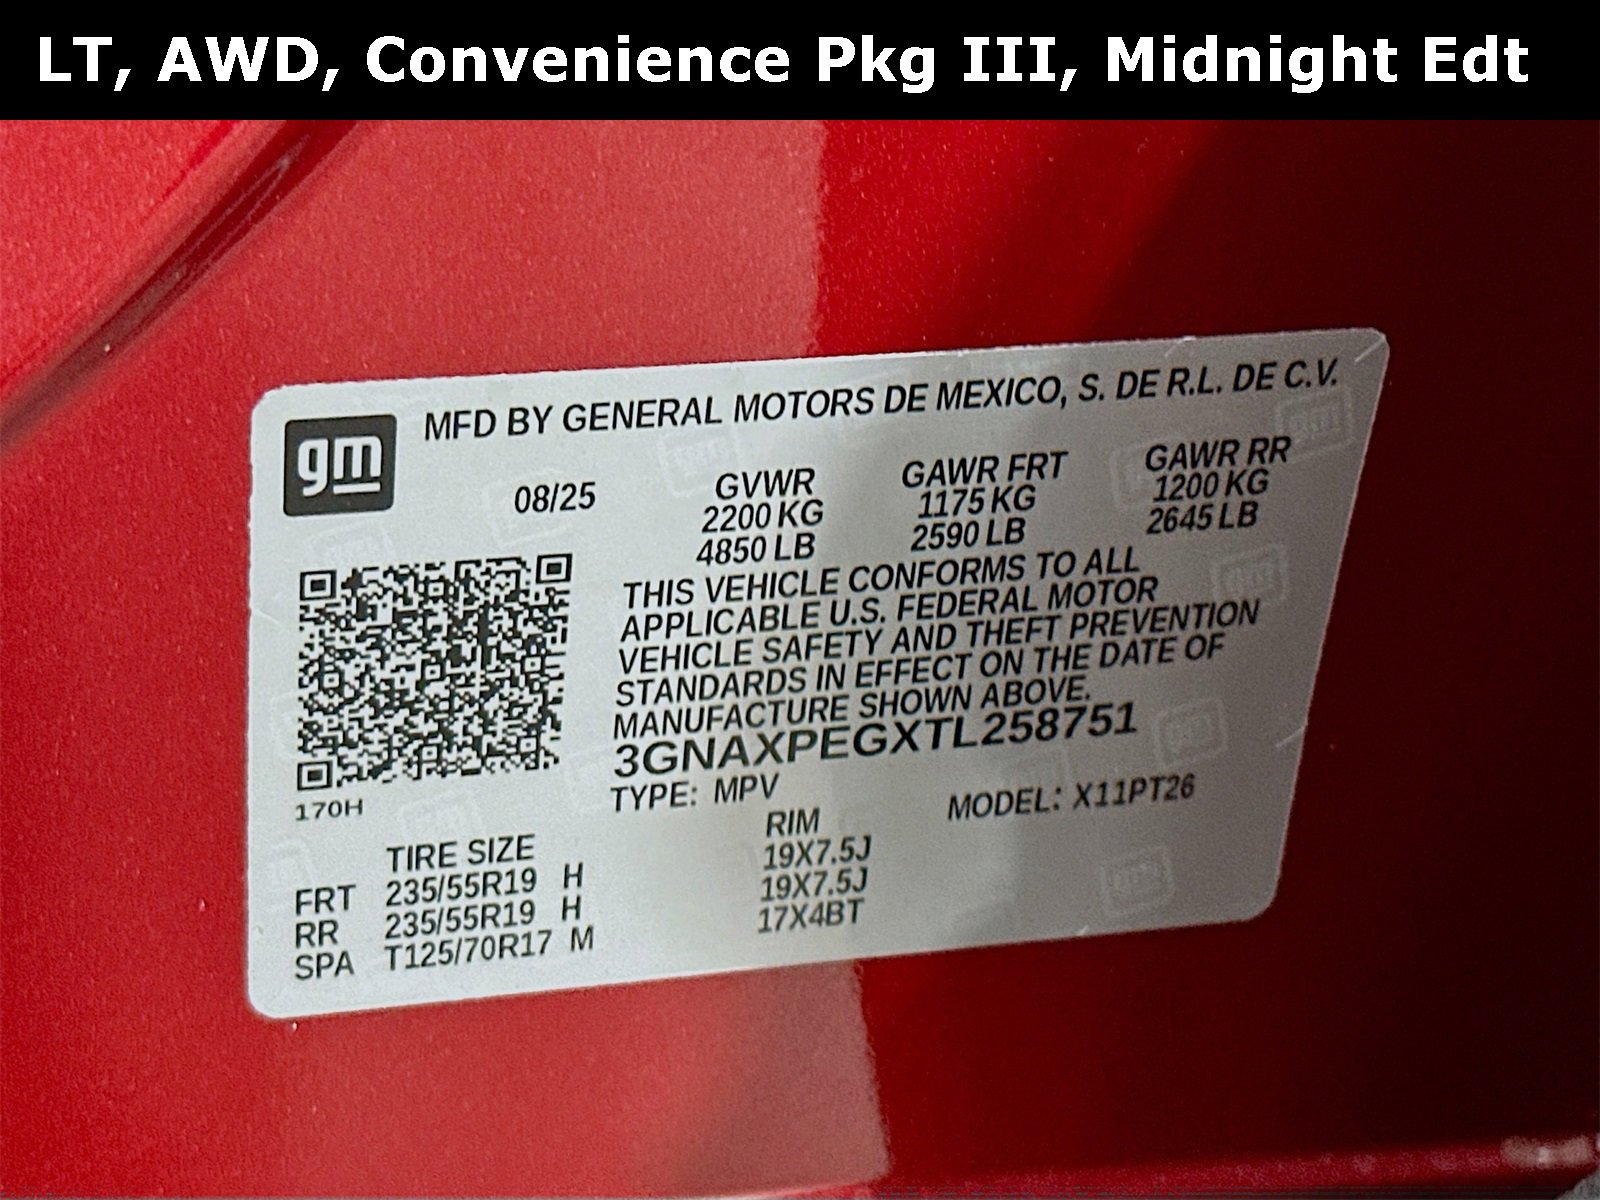 LT, AWD, Convenience Pkg III, Midnight Edt
gm
MFD BY GENERAL MOTORS DE MEXICO, S. DE R.L. DE C.V.
08/25 GVWR GAWR FRT GAWR RR
2200 KG 1175 KG 1200 KG
4850 LB 2590 LB 2645 LB
THIS VEHICLE CONFORMS TO ALL
APPLICABLE U.S. FEDERAL MOTOR
VEHICLE SAFETY AND THEFT PREVENTION
STANDARDS IN EFFECT ON THE DATE OF
MANUFACTURE SHOWN ABOVE.
3GNAXPEGXTL258751
170H
TYPE: MPV MODEL: X11PT26
TIRE SIZE RIM
FRT 235/55R19 H 19X7.5J
RR 235/55R19 H 19X7.5J
SPA T125/70R17 M 17X4BT